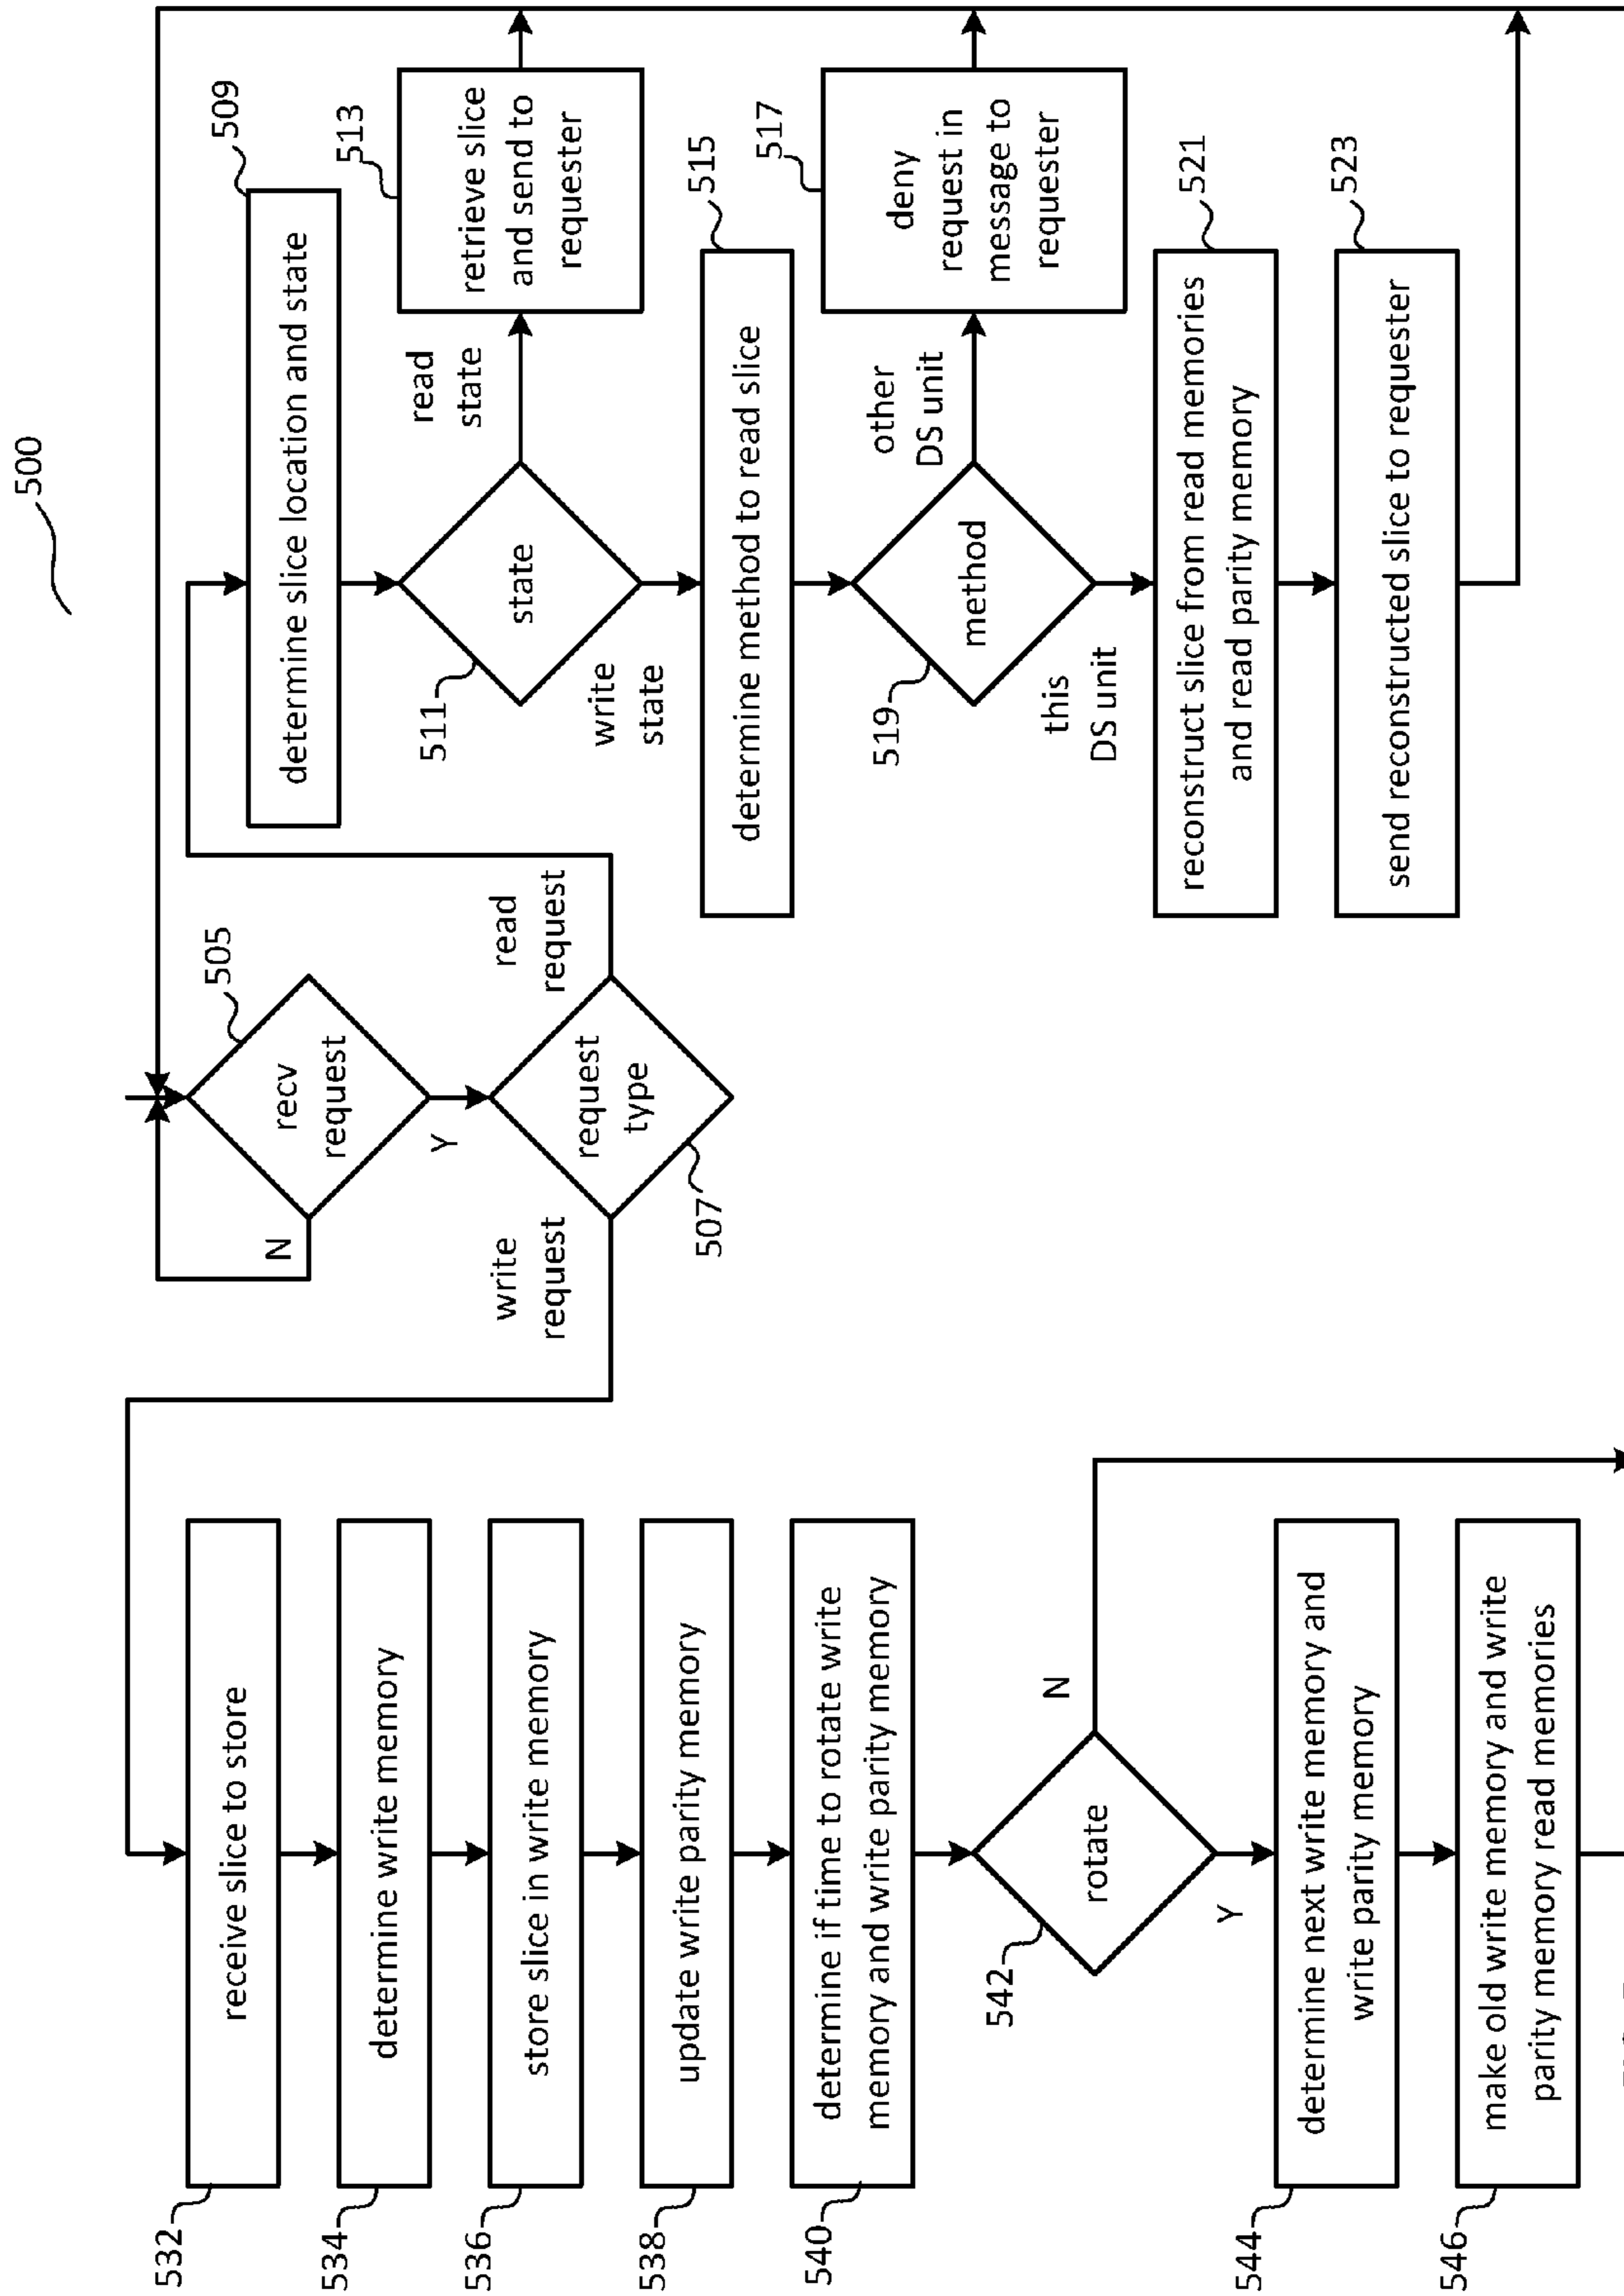 500
recv
request
505
N
Y
request
type
507
write
request
read
request
receive slice to store
532
determine write memory
534
store slice in write memory
536
update write parity memory
538
determine if time to rotate write
memory and write parity memory
540
rotate
542
N
Y
determine next write memory and
write parity memory
544
make old write memory and write
parity memory read memories
546
determine slice location and state
509
state
511
read
state
write
state
retrieve slice
and send to
requester
513
determine method to read slice
515
method
519
other
DS unit
this
DS unit
deny
request in
message to
requester
517
reconstruct slice from read memories
and read parity memory
521
send reconstructed slice to requester
523